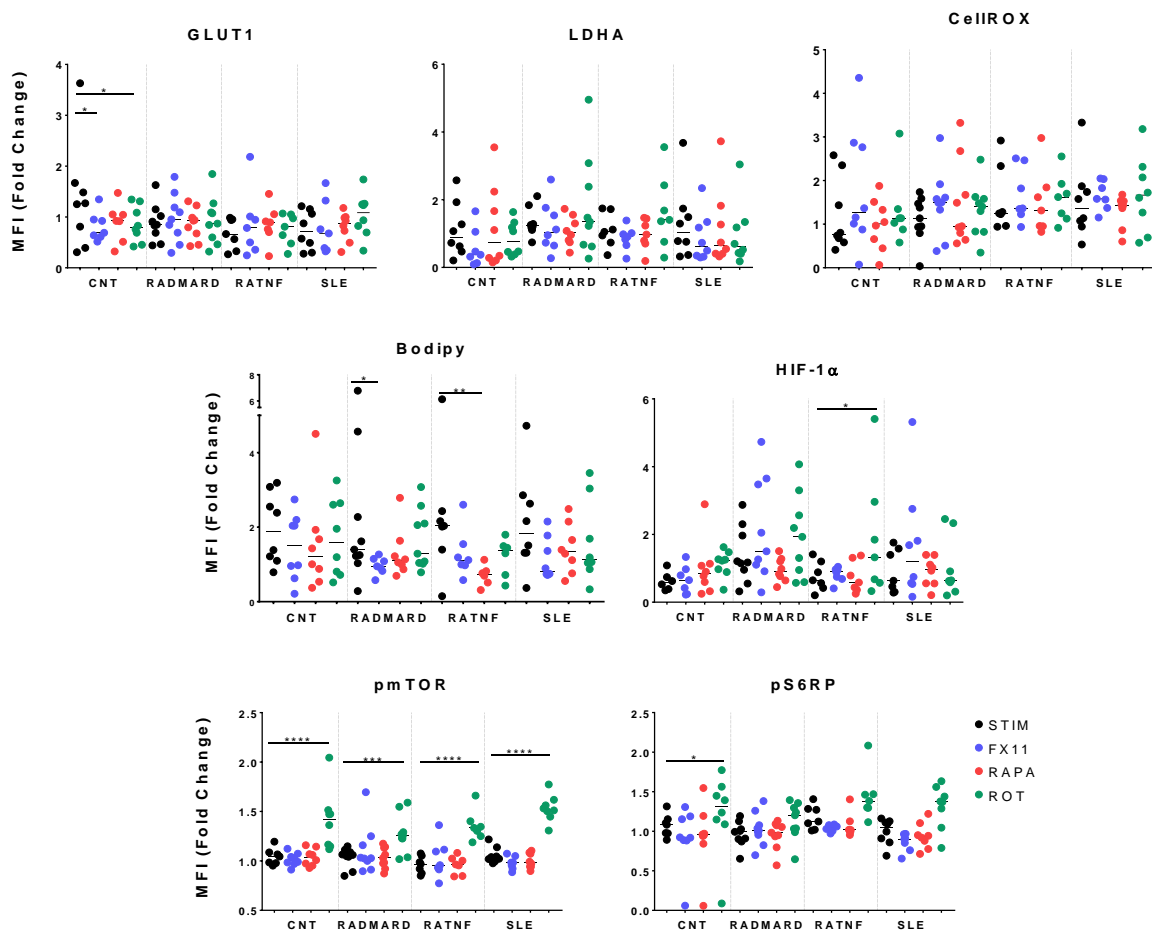 GLUT1
LDHA
CellROX
MFI (Fold Change)
4
3
2
1
0
*
*
CNT RADMARD RATNF SLE
6
4
2
0
CNT RADMARD RATNF SLE
5
4
3
2
1
0
CNT RADMARD RATNF SLE
Bodipy
HIF-1α
MFI (Fold Change)
8
6
4
2
0
*
**
CNT RADMARD RATNF SLE
6
4
2
0
*
CNT RADMARD RATNF SLE
pmTOR
pS6RP
MFI (Fold Change)
2.5
2.0
1.5
1.0
0.5
****
***
****
****
CNT RADMARD RATNF SLE
2.5
2.0
1.5
1.0
0.5
0.0
*
CNT RADMARD RATNF SLE
STIM
FX11
RAPA
ROT